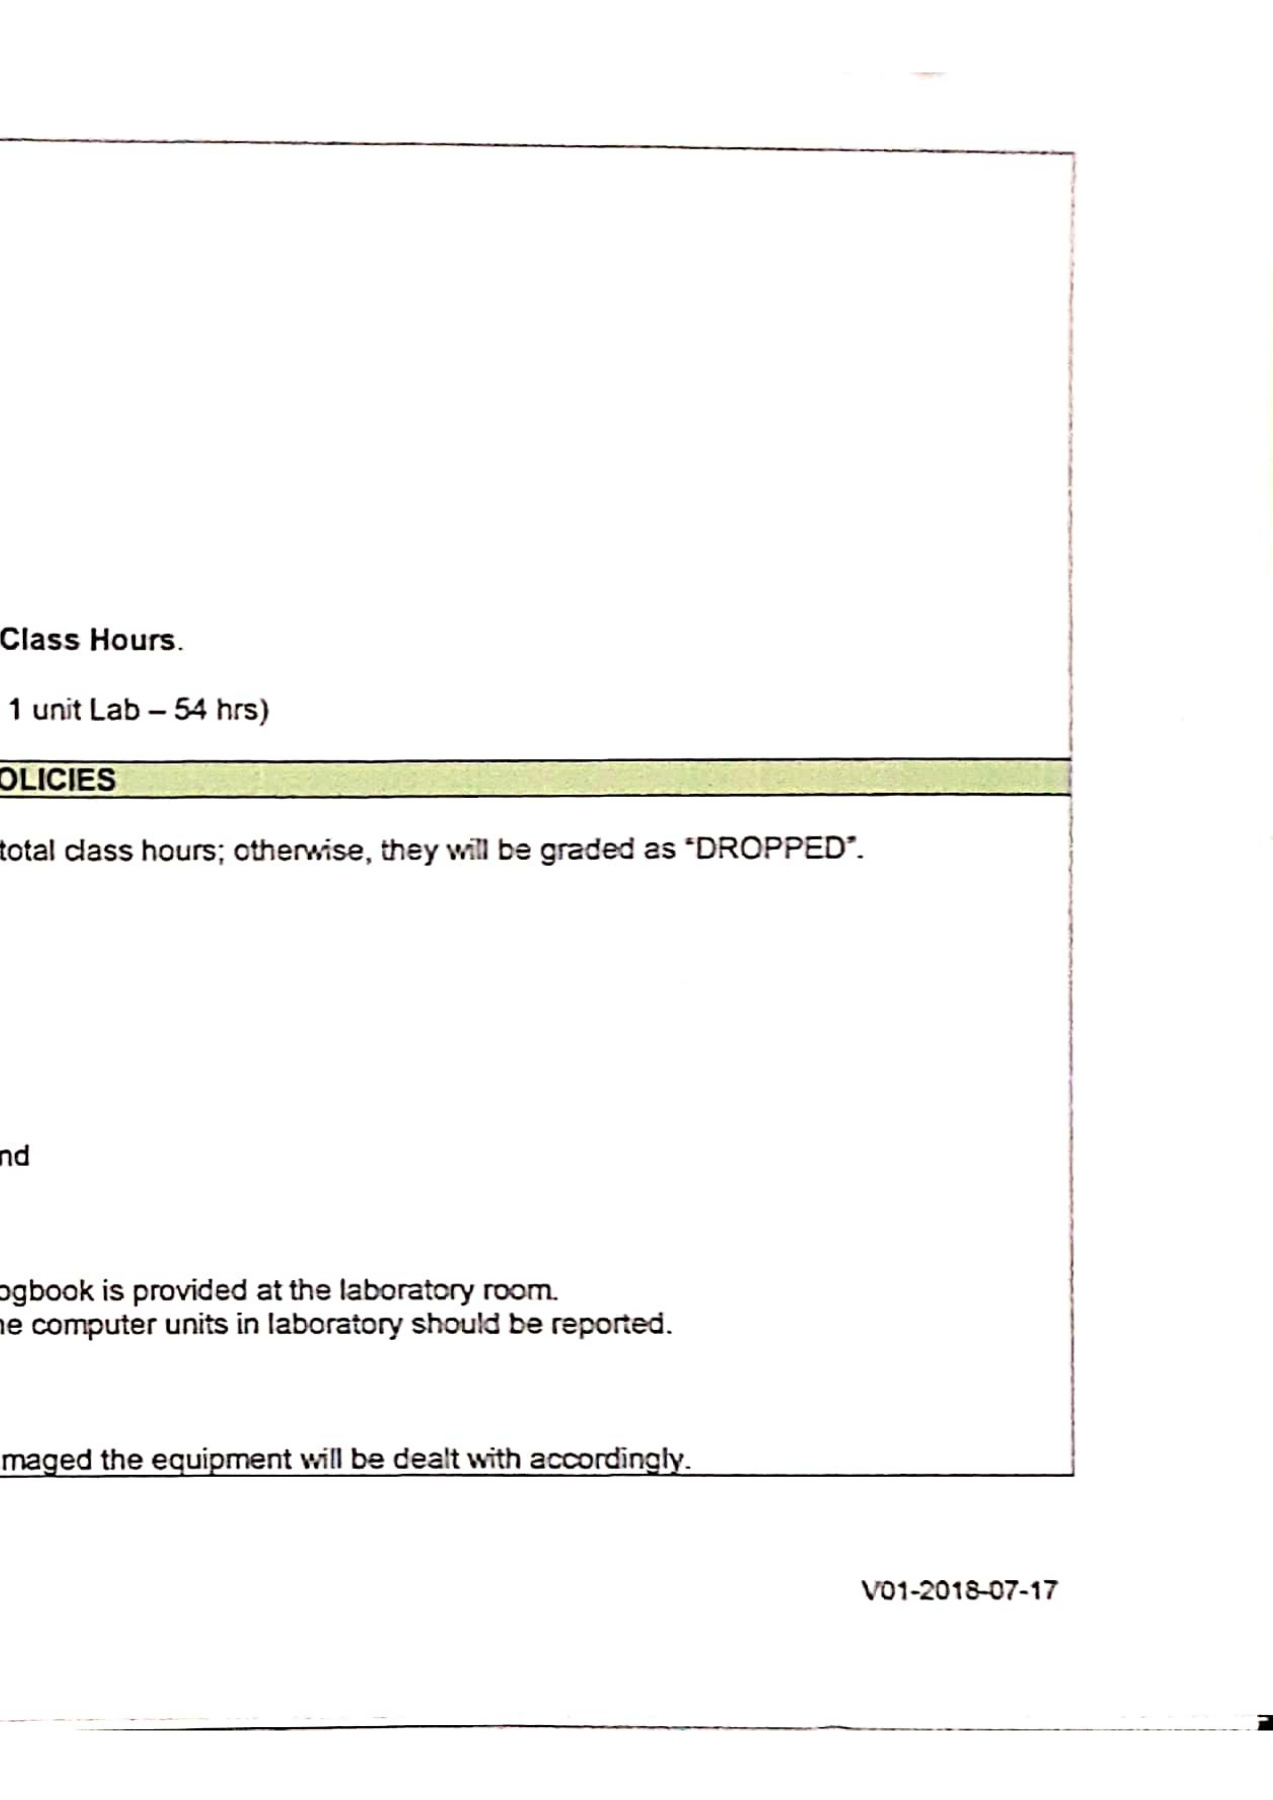 Class Hours.
1 unit Lab – 54 hrs)
OLICIES
total class hours; otherwise, they will be graded as "DROPPED".
nd
ogbook is provided at the laboratory room.
he computer units in laboratory should be reported.
maged the equipment will be dealt with accordingly.
V01-2018-07-17